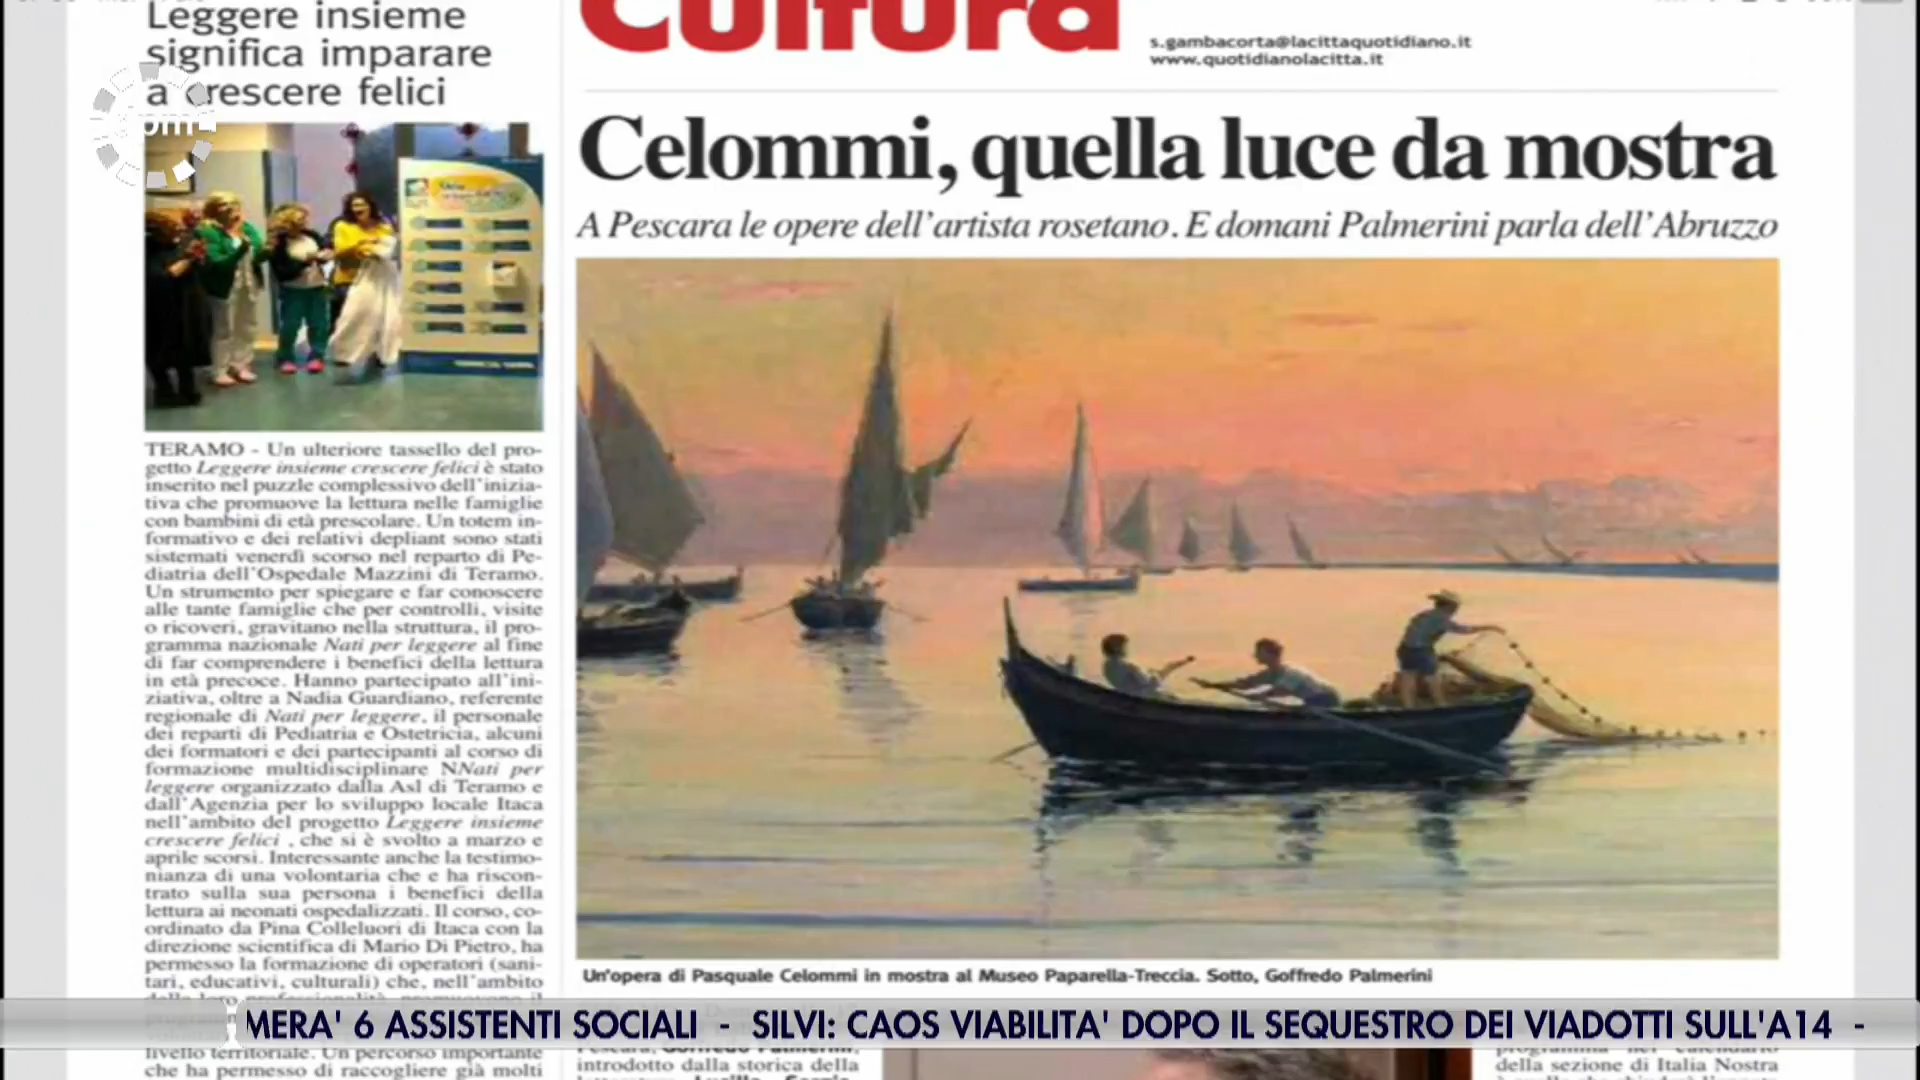 Leggere insieme
significa imparare
a crescere felici
TERAMO - Un ulteriore tassello del pro-
getto Leggere insieme crescere felici è stato
inserito nel puzzle complessivo dell'inizia-
tiva che promuove la lettura nelle famiglie
con bambini di età prescolare. Un totem in-
formativo e dei relativi depliant sono stati
sistemati venerdì scorso nel reparto di Pe-
diatria dell'Ospedale Mazzini di Teramo.
Un strumento per spiegare e far conoscere
alle tante famiglie che per controlli, visite
o ricoveri, gravitano nella struttura, il pro-
gramma nazionale Nati per leggere al fine
di far comprendere i benefici della lettura
in età precoce. Hanno partecipato all'ini-
ziativa, oltre a Nadia Guardiano, referente
regionale di Nati per leggere, il personale
dei reparti di Pediatria e Ostetricia, alcuni
dei formatori e dei partecipanti al corso di
formazione multidisciplinare NNati per
leggere organizzato dalla Asl di Teramo e
dall'Agenzia per lo sviluppo locale Itaca
nell'ambito del progetto Leggere insieme
crescere felici , che si è svolto a marzo e
aprile scorsi. Interessante anche la testimo-
nianza di una volontaria che e ha riscon-
trato sulla sua persona i benefici della
lettura ai neonati ospedalizzati. Il corso, co-
ordinato da Pina Colleluori di Itaca con la
direzione scientifica di Mario Di Pietro, ha
permesso la formazione di operatori (sani-
tari, educativi, culturali) che, nell'ambito
livello territoriale. Un percorso importante
che ha permesso di raccogliere già molti
Cultura
s.gambacorta@lacittaquotidiano.it
www.quotidianolacitta.it
Celommi, quella luce da mostra
A Pescara le opere dell'artista rosetano. E domani Palmerini parla dell'Abruzzo
Un'opera di Pasquale Celommi in mostra al Museo Paparella-Treccia. Sotto, Goffredo Palmerini
Pescara, Goffredo Palmerini,
introdotto dalla storica della
della sezione di Italia Nostra
MERA' 6 ASSISTENTI SOCIALI - SILVI: CAOS VIABILITA' DOPO IL SEQUESTRO DEI VIADOTTI SULL'A14 -